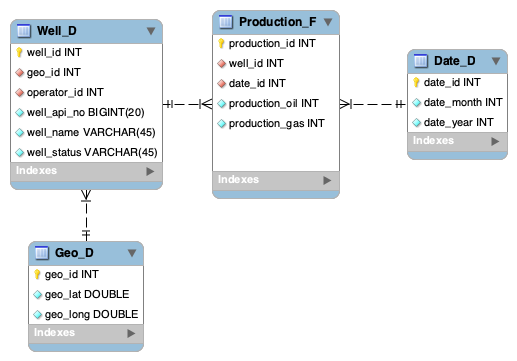 Well_D
well_id INT
geo_id INT
operator_id INT
well_api_no BIGINT(20)
well_name VARCHAR(45)
well_status VARCHAR(45)
Indexes
Production_F
production_id INT
well_id INT
date_id INT
production_oil INT
production_gas INT
Indexes
Date_D
date_id INT
date_month INT
date_year INT
Indexes
Geo_D
geo_id INT
geo_lat DOUBLE
geo_long DOUBLE
Indexes